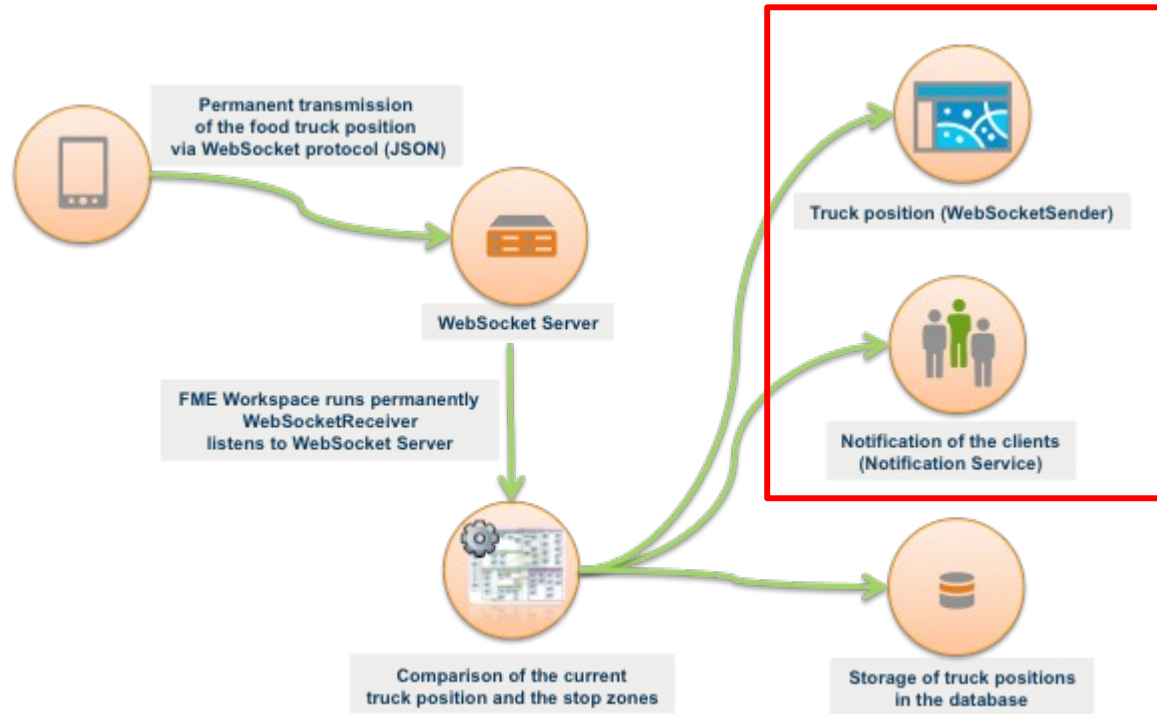 Permanent transmission
of the food truck position
via WebSocket protocol (JSON)
WebSocket Server
FME Workspace runs permanently
WebSocketReceiver
listens to WebSocket Server
Comparison of the current
truck position and the stop zones
Truck position (WebSocketSender)
Notification of the clients
(Notification Service)
Storage of truck positions
in the database